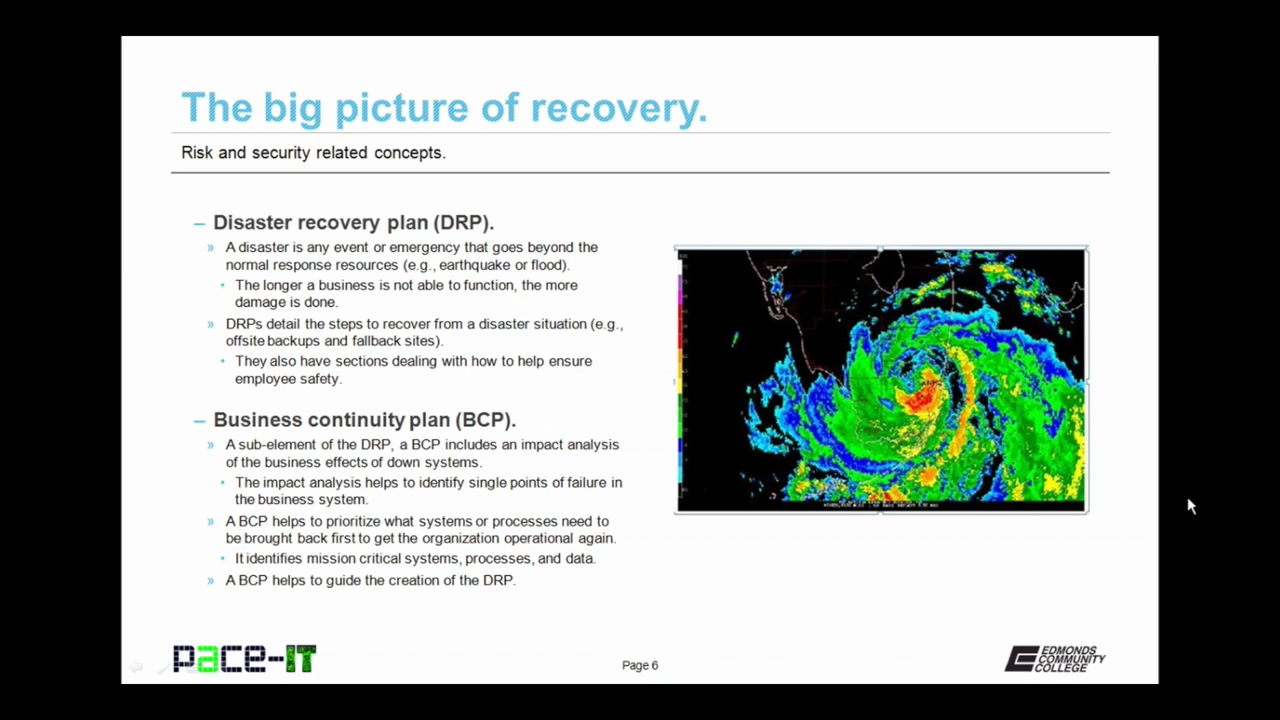 The big picture of recovery.
Risk and security related concepts.
– Disaster recovery plan (DRP).
» A disaster is any event or emergency that goes beyond the
normal response resources (e.g., earthquake or flood).
• The longer a business is not able to function, the more
damage is done.
» DRPs detail the steps to recover from a disaster situation (e.g.,
offsite backups and fallback sites).
• They also have sections dealing with how to help ensure
employee safety.
– Business continuity plan (BCP).
» A sub-element of the DRP, a BCP includes an impact analysis
of the business effects of down systems.
• The impact analysis helps to identify single points of failure in
the business system.
» A BCP helps to prioritize what systems or processes need to
be brought back first to get the organization operational again.
• It identifies mission critical systems, processes, and data.
» A BCP helps to guide the creation of the DRP.
pace-IT
Page 6
EDMONDS
COMMUNITY
COLLEGE